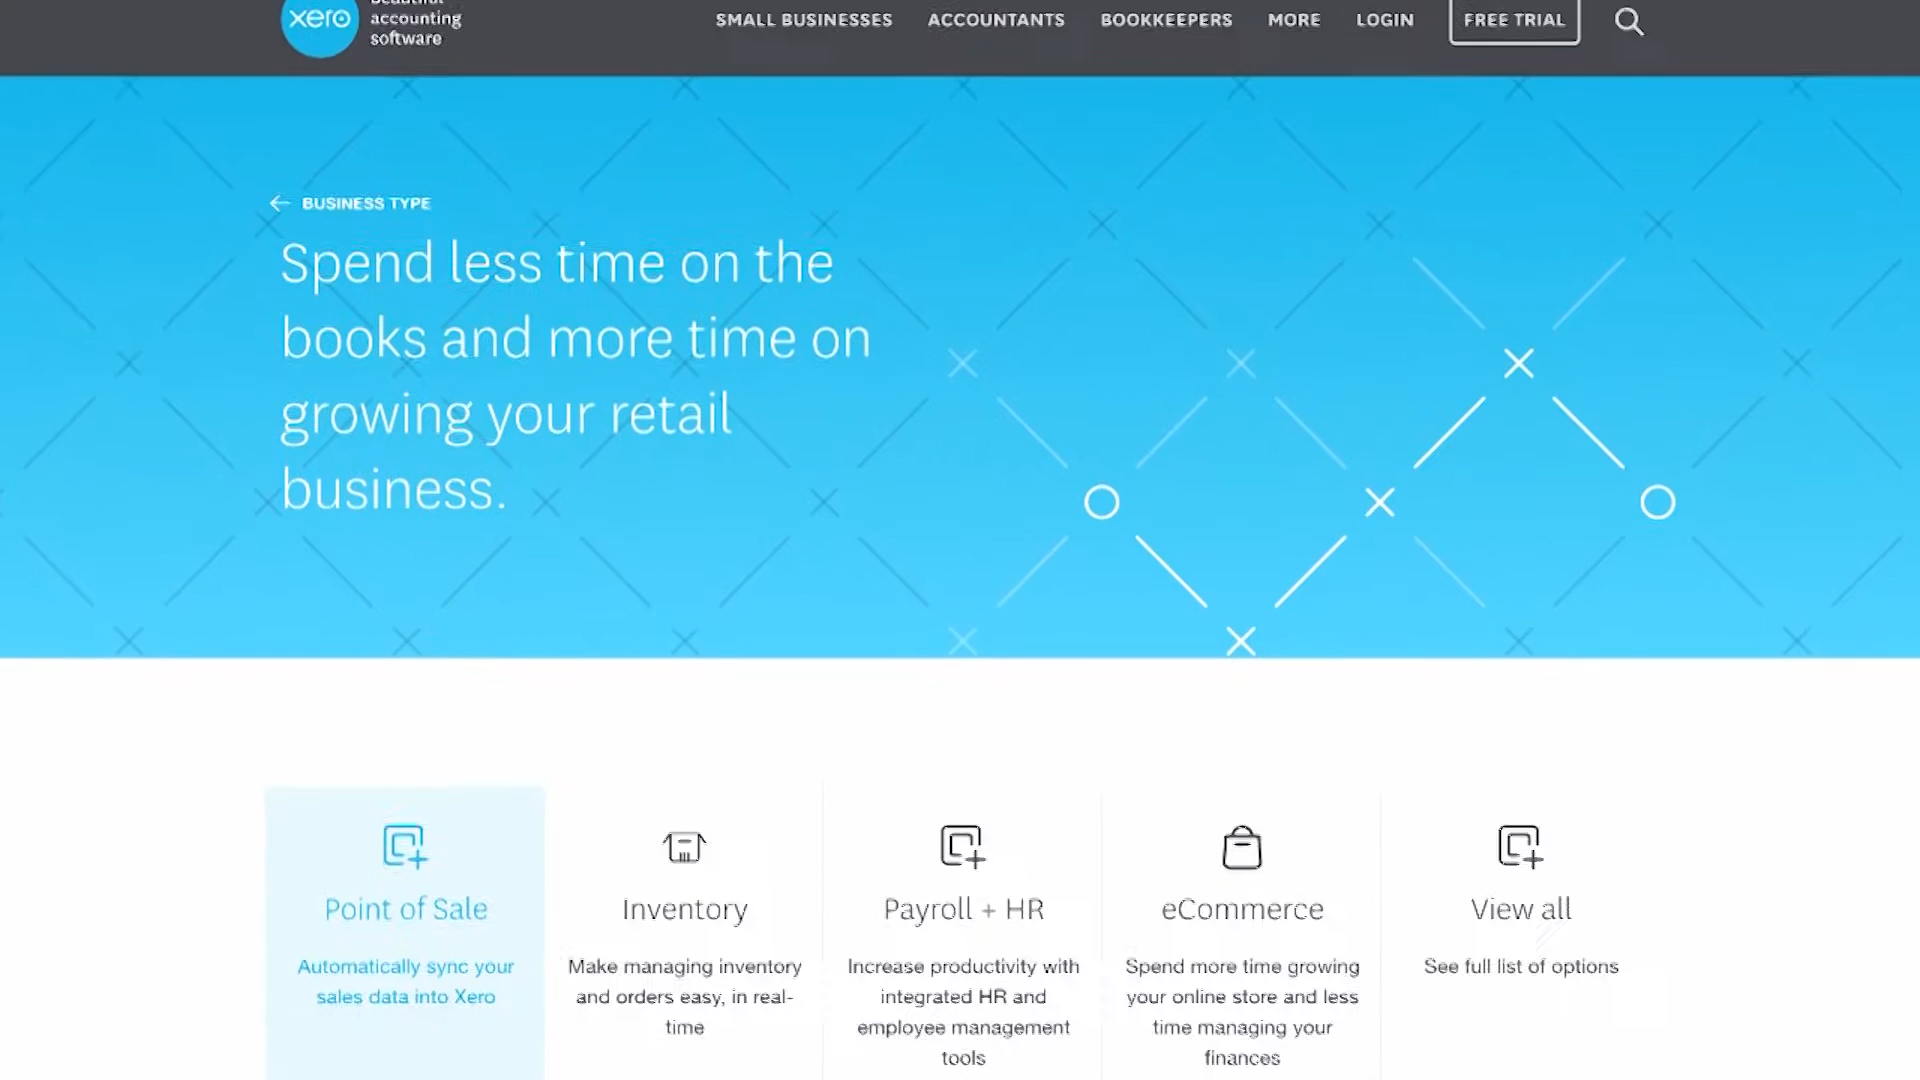 xero
beautiful
accounting
software
SMALL BUSINESSES
ACCOUNTANTS
BOOKKEEPERS
MORE
LOGIN
FREE TRIAL
BUSINESS TYPE
Spend less time on the
books and more time on
growing your retail
business.
Point of Sale
Automatically sync your
sales data into Xero
Inventory
Make managing inventory
and orders easy, in real-
time
Payroll + HR
Increase productivity with
integrated HR and
employee management
tools
eCommerce
Spend more time growing
your online store and less
time managing your
finances
View all
See full list of options